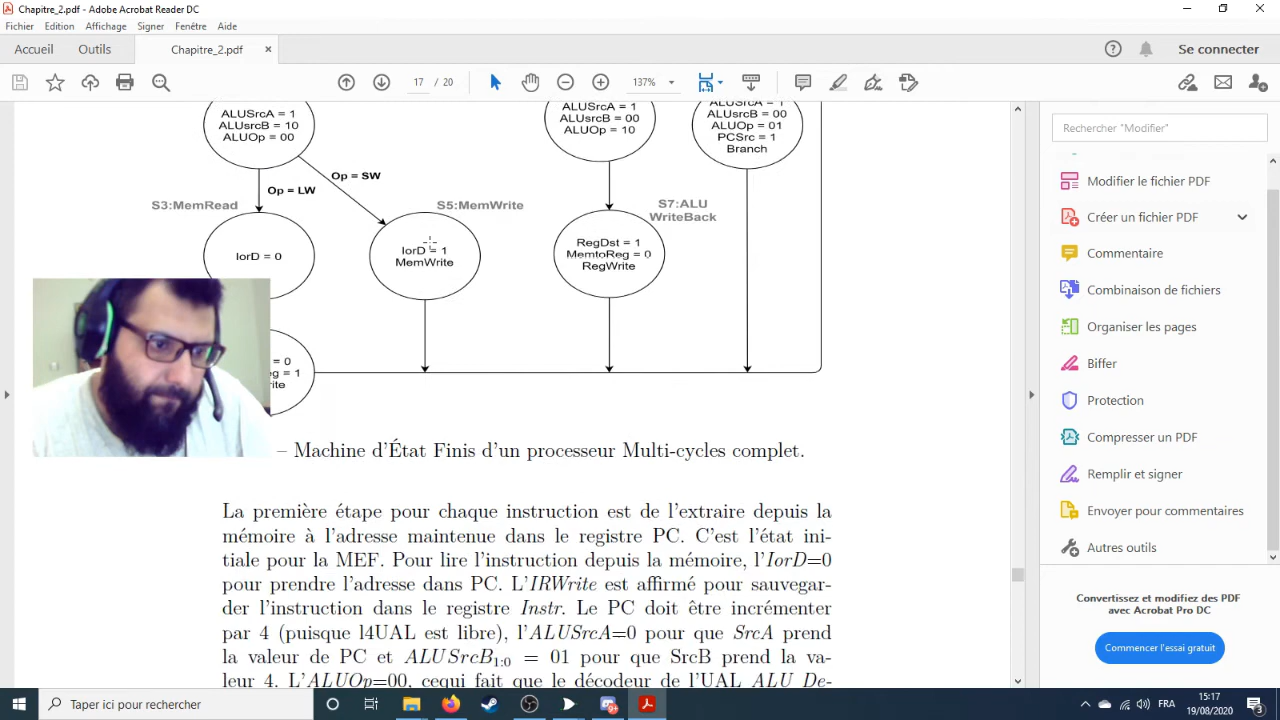 Chapitre_2.pdf - Adobe Acrobat Reader DC
Fichier Edition Affichage Signer Fenêtre Aide
Accueil Outils Chapitre_2.pdf × Se connecter
17 / 20 137%
Rechercher "Modifier"
Modifier le fichier PDF
Créer un fichier PDF
Commentaire
Combinaison de fichiers
Organiser les pages
Biffer
Protection
Compresser un PDF
Remplir et signer
Envoyer pour commentaires
Autres outils
Convertissez et modifiez des PDF
avec Acrobat Pro DC
Commencer l'essai gratuit
ALUSrcA = 1
ALUsrcB = 10
ALUOp = 00
ALUSrcA = 1
ALUsrcB = 00
ALUOp = 10
ALUSrcA = 1
ALUsrcB = 00
ALUOp = 01
PCSrc = 1
Branch
Op = SW
Op = LW
S3:MemRead
S5:MemWrite
S7:ALU
WriteBack
IorD = 0
IorD = 1
MemWrite
RegDst = 1
MemtoReg = 0
RegWrite
= 0
eg = 1
rite
– Machine d'État Finis d'un processeur Multi-cycles complet.
La première étape pour chaque instruction est de l'extraire depuis la
mémoire à l'adresse maintenue dans le registre PC. C'est l'état ini-
tiale pour la MEF. Pour lire l'instruction depuis la mémoire, l'IorD=0
pour prendre l'adresse dans PC. L'IRWrite est affirmé pour sauvegar-
der l'instruction dans le registre Instr. Le PC doit être incrémenter
par 4 (puisque l4UAL est libre), l'ALUSrcA=0 pour que SrcA prend
la valeur de PC et ALUSrcB1:0 = 01 pour que SrcB prend la va-
leur 4. L'ALUOp=00, cequi fait que le décodeur de l'UAL ALU De-
Taper ici pour rechercher
FRA
15:17
19/08/2020
3